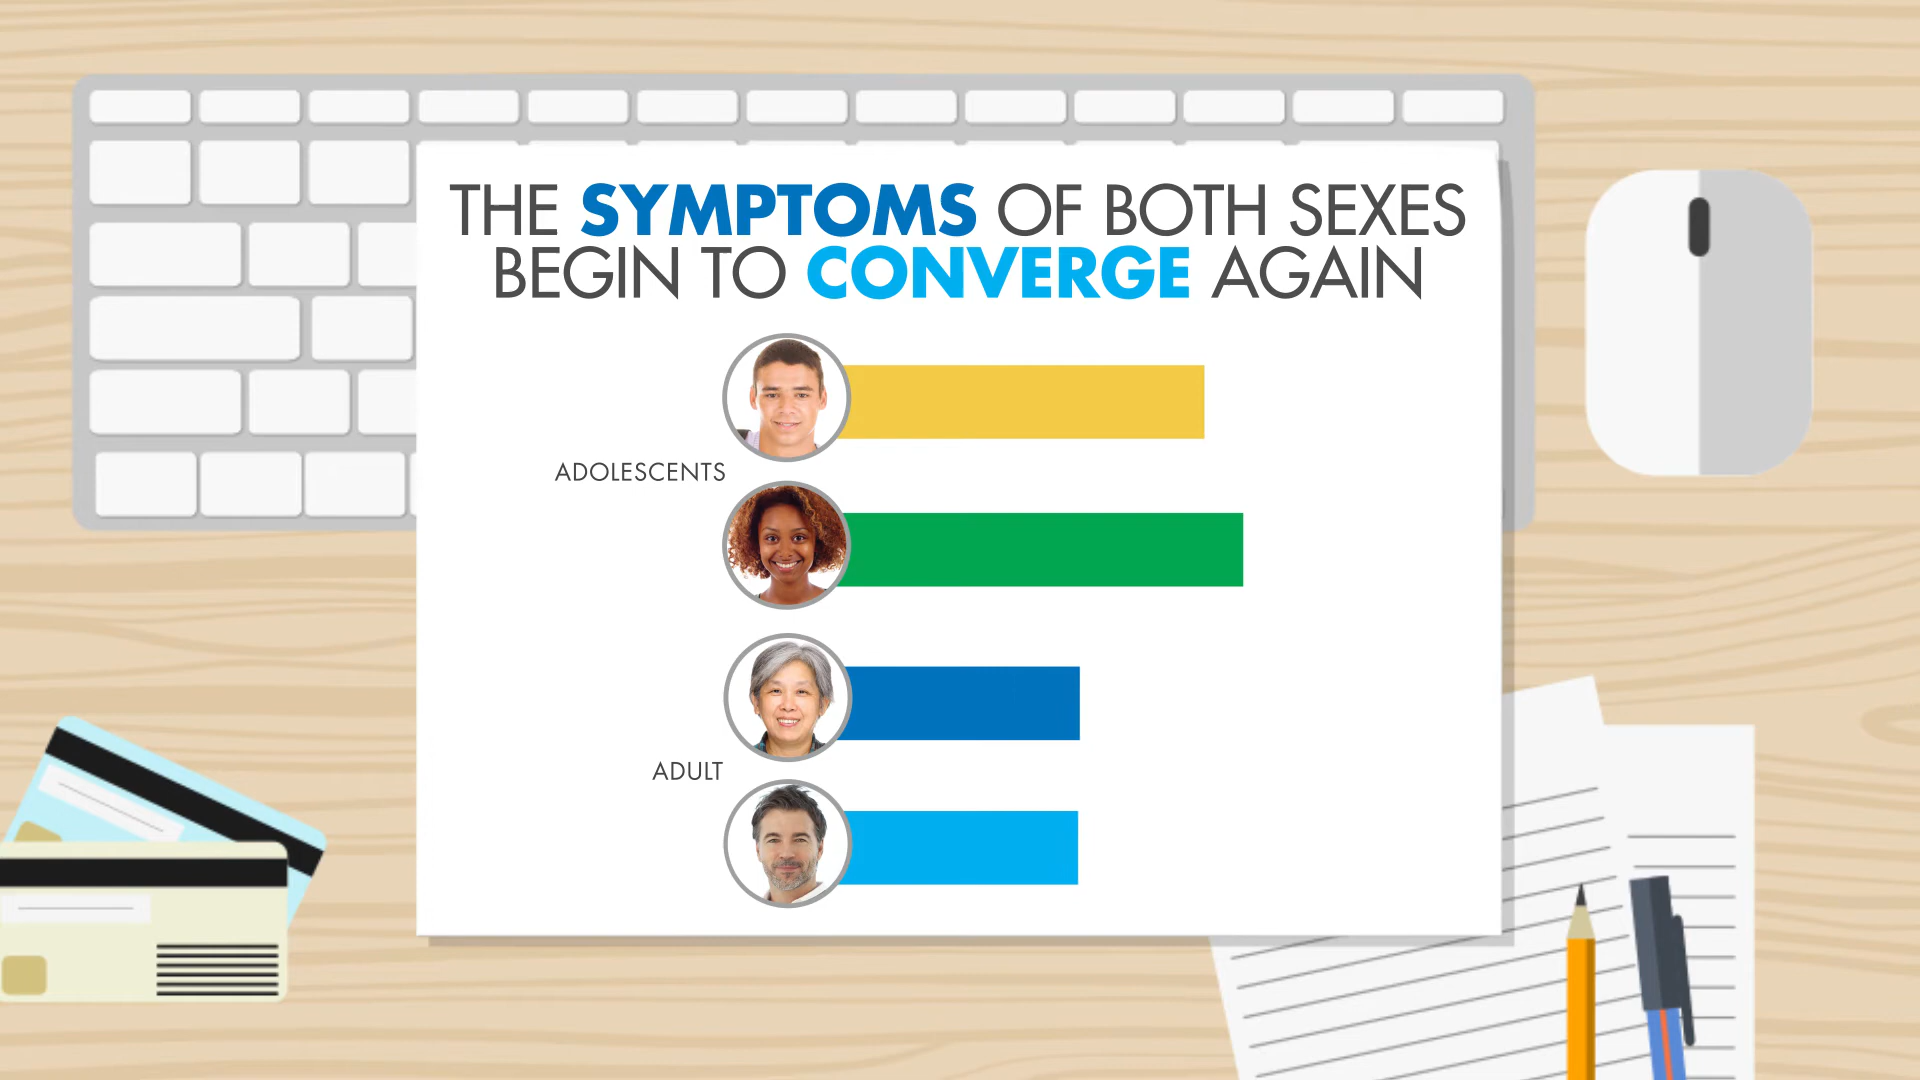 THE SYMPTOMS OF BOTH SEXES
BEGIN TO CONVERGE AGAIN
ADOLESCENTS
ADULT